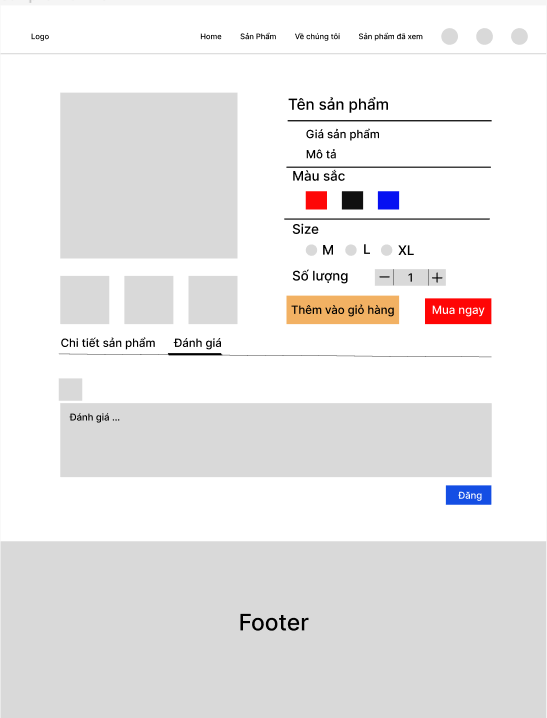 Logo Home Sản Phẩm Về chúng tôi Sản phẩm đã xem
Tên sản phẩm
Giá sản phẩm
Mô tả
Màu sắc
Size
M L XL
Số lượng − 1 +
Thêm vào giỏ hàng Mua ngay
Chi tiết sản phẩm Đánh giá
Đánh giá ...
Đăng
Footer